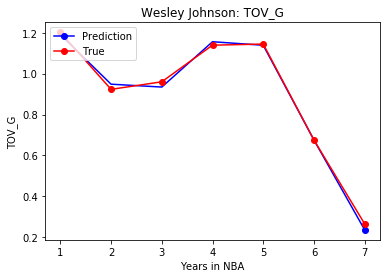 Wesley Johnson: TOV_G
Prediction
True
1.2
1.0
0.8
0.6
0.4
0.2
TOV_G
1 2 3 4 5 6 7
Years in NBA